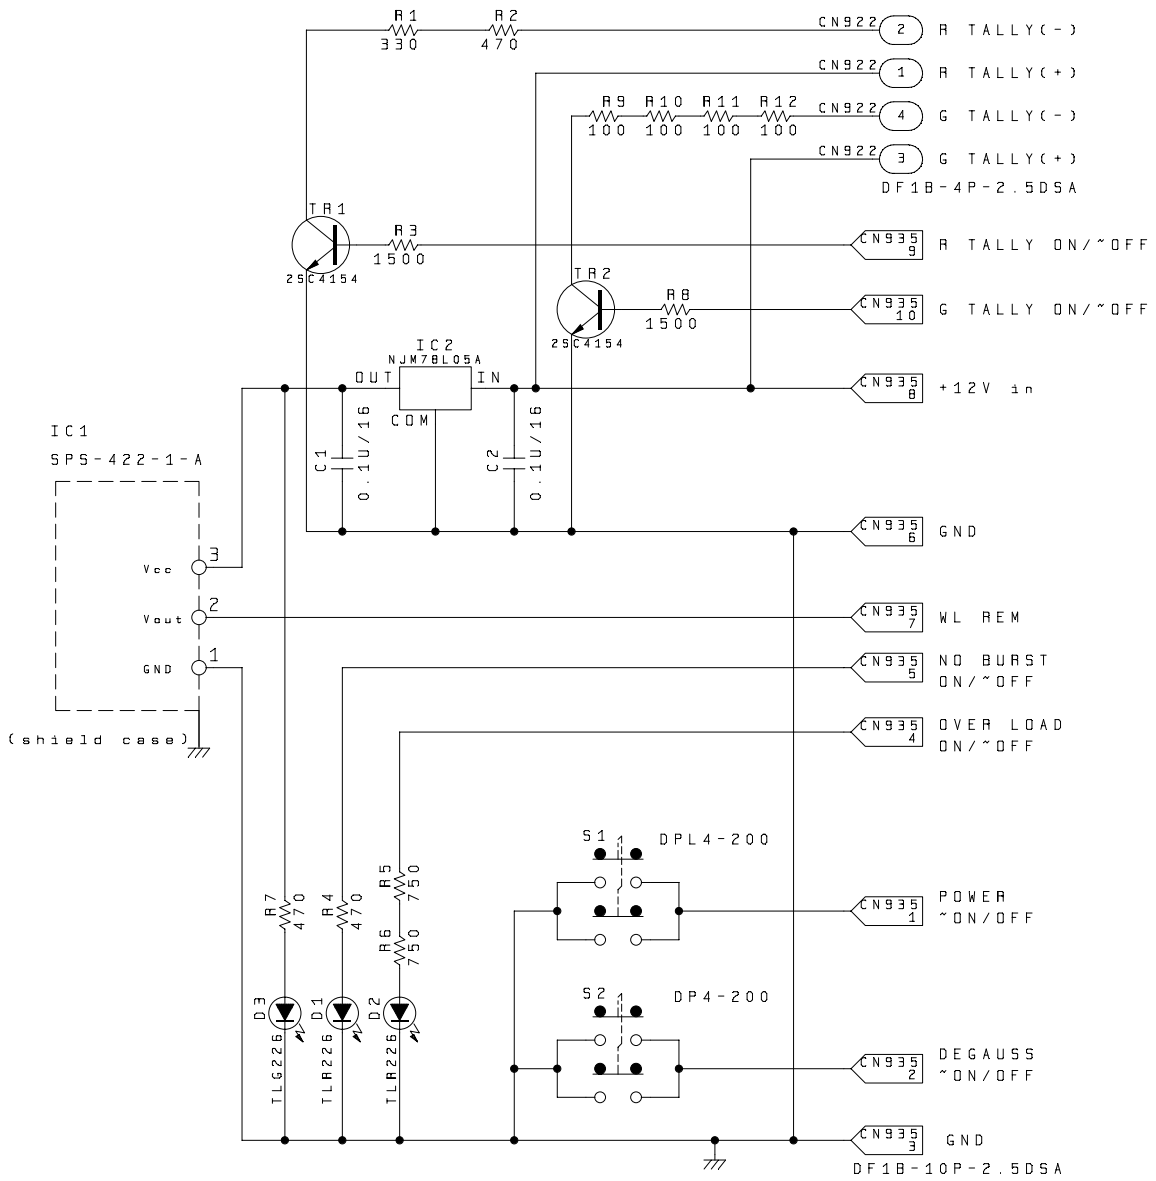 R1
330
R2
470
CN922
2
R TALLY(-)
CN922
1
R TALLY(+)
R9
100
R10
100
R11
100
R12
100
CN922
4
G TALLY(-)
CN922
3
G TALLY(+)
DF1B-4P-2.5DSA
TR1
2SC4154
R3
1500
CN935
9
R TALLY ON/~OFF
TR2
2SC4154
R8
1500
CN935
10
G TALLY ON/~OFF
IC2
NJM78L05A
OUT
IN
COM
CN935
8
+12V in
C1
0.1U/16
C2
0.1U/16
IC1
SPS-422-1-A
CN935
6
GND
Vcc
3
Vout
2
CN935
7
WL REM
GND
1
CN935
5
NO BURST
ON/~OFF
(shield case)
CN935
4
OVER LOAD
ON/~OFF
S1
DPL4-200
R7
470
R4
470
R5
750
R6
750
CN935
1
POWER
~ON/OFF
D3
TLG226
D1
TLR226
D2
TLR226
S2
DP4-200
CN935
2
DEGAUSS
~ON/OFF
CN935
3
GND
DF1B-10P-2.5DSA